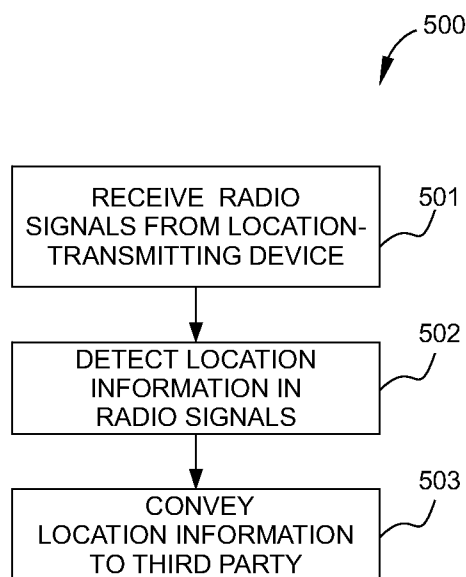 500
RECEIVE RADIO
SIGNALS FROM LOCATION-
TRANSMITTING DEVICE
501
DETECT LOCATION
INFORMATION IN
RADIO SIGNALS
502
CONVEY
LOCATION INFORMATION
TO THIRD PARTY
503